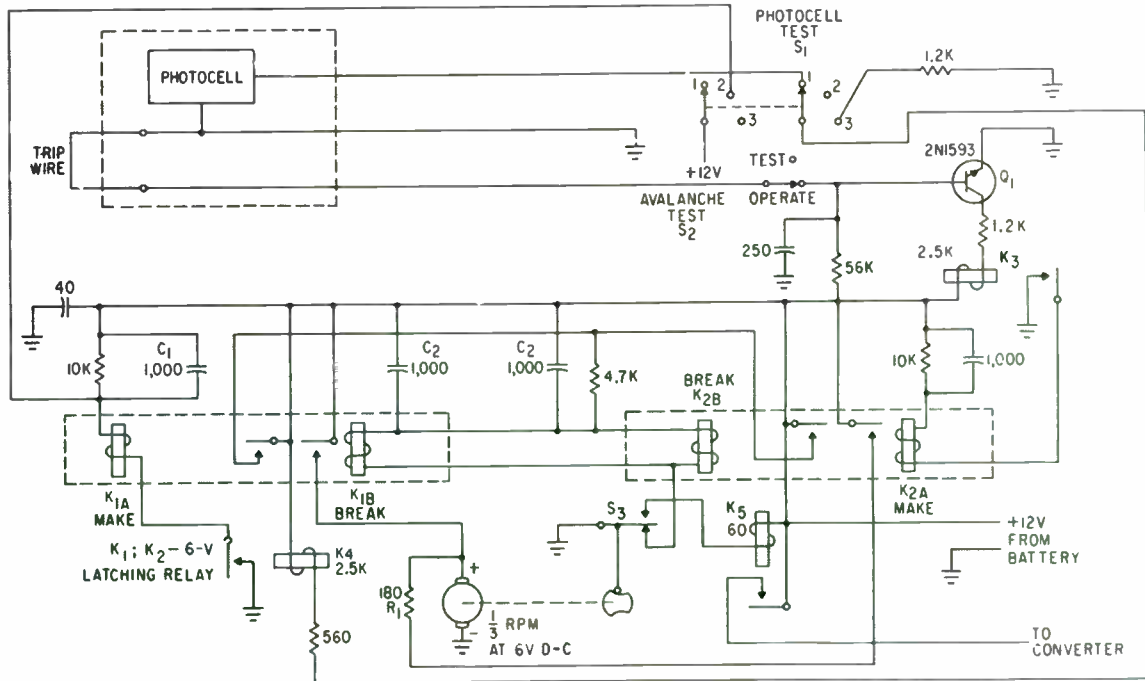 PHOTOCELL
TEST
S1
PHOTOCELL
1.2K
1
2
3
1
2
3
TRIP
WIRE
+12V
TEST
OPERATE
AVALANCHE
TEST
S2
2N1593
Q1
1.2K
250
56K
2.5K
K3
40
10K
C1
1,000
C2
1,000
C2
1,000
4.7K
BREAK
K2B
10K
1,000
K1A
MAKE
K1B
BREAK
S3
K5
60
K2A
MAKE
+12V
FROM
BATTERY
K1; K2-6-V
LATCHING RELAY
K4
2.5K
180
R1
+
-
1/3 RPM
AT 6V D-C
560
TO
CONVERTER